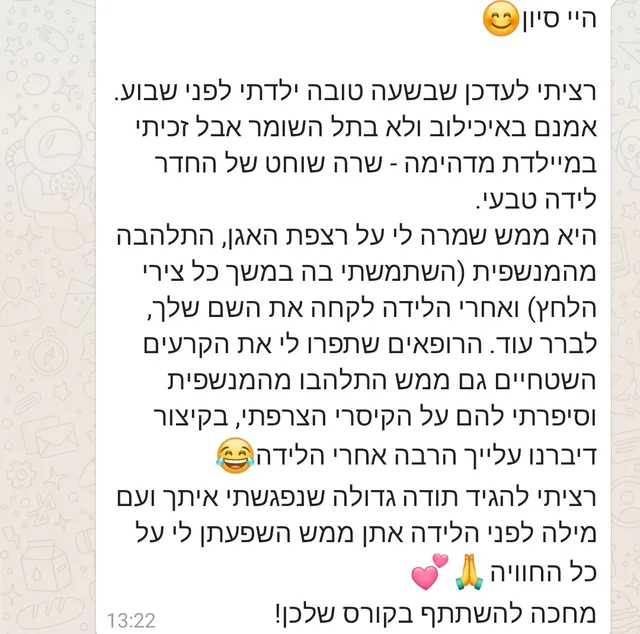 היי סיון😊
רציתי לעדכן שבשעה טובה ילדתי לפני שבוע.
אמנם באיכילוב ולא בתל השומר אבל זכיתי
במיילדת מדהימה - שרה שוחט של החדר
לידה טבעי.
היא ממש שמרה לי על רצפת האגן, התלהבה
מהמנשפית (השתמשתי בה במשך כל צירי
הלחץ) ואחרי הלידה לקחה את השם שלך,
לברר עוד. הרופאים שתפרו לי את הקרעים
השטחיים גם ממש התלהבו מהמנשפית
וסיפרתי להם על הקיסרי הצרפתי, בקיצור
דיברנו עלייך הרבה אחרי הלידה😂
רציתי להגיד תודה גדולה שנפגשתי איתך ועם
מילה לפני הלידה אתן ממש השפעתן לי על
כל החוויה🙏💕
מחכה להשתתף בקורס שלכן!
13:22